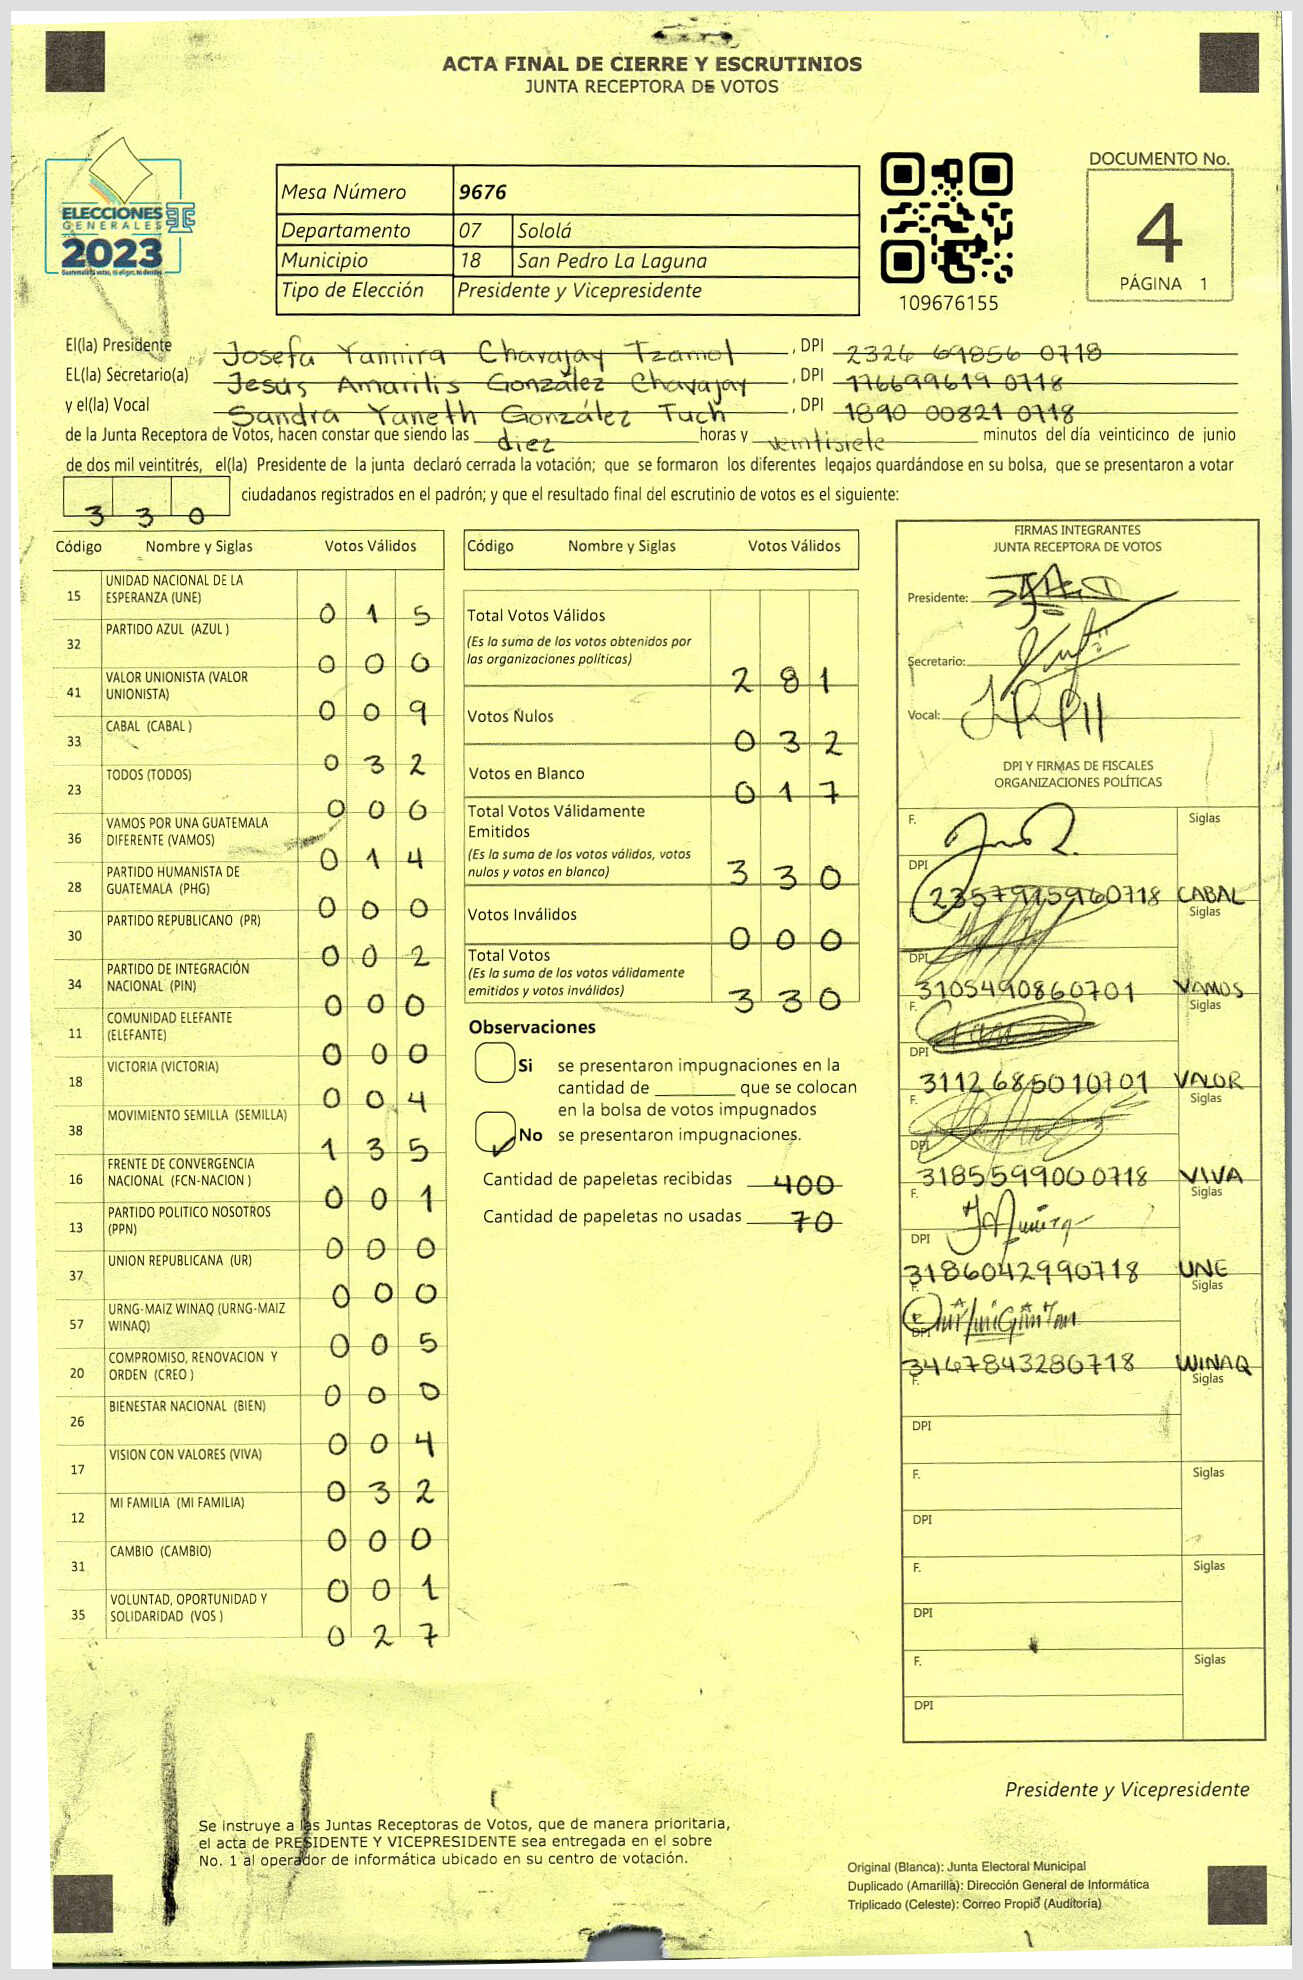 ACTA FINAL DE CIERRE Y ESCRUTINIOS
JUNTA RECEPTORA DE VOTOS
ELECCIONES
GENERALES
2023
Mesa Número 9676
Departamento 07 Sololá
Municipio 18 San Pedro La Laguna
Tipo de Elección Presidente y Vicepresidente
109676155
DOCUMENTO No.
4
PÁGINA 1
El(la) Presidente Josefa Yannira Chavajay Tzamol , DPI 2326 69856 0718
EL(la) Secretario(a) Jesús Amarilis González Chavajay , DPI 176699619 0718
y el(la) Vocal Sandra Yaneth González Tuch , DPI 1890 00821 0718
de la Junta Receptora de Votos, hacen constar que siendo las diez horas y veintisiete minutos del día veinticinco de junio
de dos mil veintitrés, el(la) Presidente de la junta declaró cerrada la votación; que se formaron los diferentes legajos guardándose en su bolsa, que se presentaron a votar
330 ciudadanos registrados en el padrón; y que el resultado final del escrutinio de votos es el siguiente:
Código Nombre y Siglas Votos Válidos
15 UNIDAD NACIONAL DE LA
ESPERANZA (UNE) 0 1 5
32 PARTIDO AZUL (AZUL ) 0 0 0
41 VALOR UNIONISTA (VALOR
UNIONISTA) 0 0 9
33 CABAL (CABAL ) 0 3 2
23 TODOS (TODOS) 0 0 0
36 VAMOS POR UNA GUATEMALA
DIFERENTE (VAMOS) 0 1 4
28 PARTIDO HUMANISTA DE
GUATEMALA (PHG) 0 0 0
30 PARTIDO REPUBLICANO (PR) 0 0 2
34 PARTIDO DE INTEGRACIÓN
NACIONAL (PIN) 0 0 0
11 COMUNIDAD ELEFANTE
(ELEFANTE) 0 0 0
18 VICTORIA (VICTORIA) 0 0 4
38 MOVIMIENTO SEMILLA (SEMILLA) 1 3 5
16 FRENTE DE CONVERGENCIA
NACIONAL (FCN-NACION ) 0 0 1
13 PARTIDO POLITICO NOSOTROS
(PPN) 0 0 0
37 UNION REPUBLICANA (UR) 0 0 0
57 URNG-MAIZ WINAQ (URNG-MAIZ
WINAQ) 0 0 5
20 COMPROMISO, RENOVACION Y
ORDEN (CREO ) 0 0 0
26 BIENESTAR NACIONAL (BIEN) 0 0 4
17 VISION CON VALORES (VIVA) 0 3 2
12 MI FAMILIA (MI FAMILIA) 0 0 0
31 CAMBIO (CAMBIO) 0 0 1
35 VOLUNTAD, OPORTUNIDAD Y
SOLIDARIDAD (VOS ) 0 2 7
Código Nombre y Siglas Votos Válidos
Total Votos Válidos
(Es la suma de los votos obtenidos por
las organizaciones políticas) 2 8 1
Votos Nulos 0 3 2
Votos en Blanco 0 1 7
Total Votos Válidamente
Emitidos
(Es la suma de los votos válidos, votos
nulos y votos en blanco) 3 3 0
Votos Inválidos 0 0 0
Total Votos
(Es la suma de los votos válidamente
emitidos y votos inválidos) 3 3 0
Observaciones
Si se presentaron impugnaciones en la
cantidad de ________ que se colocan
en la bolsa de votos impugnados
No se presentaron impugnaciones.
Cantidad de papeletas recibidas 400
Cantidad de papeletas no usadas 70
FIRMAS INTEGRANTES
JUNTA RECEPTORA DE VOTOS
Presidente:
Secretario:
Vocal:
DPI Y FIRMAS DE FISCALES
ORGANIZACIONES POLÍTICAS
F. Siglas
DPI 2357915960718 CABAL
F. Siglas
DPI 3105490860701 VAMOS
F. Siglas
DPI 3112685010701 VALOR
F. Siglas
DPI 3185599000718 VIVA
F. Siglas
DPI 3186042990718 UNE
F. Siglas
DPI 3467843280718 WINAQ
F. Siglas
DPI
F. Siglas
DPI
F. Siglas
DPI
F. Siglas
DPI
Presidente y Vicepresidente
Se instruye a las Juntas Receptoras de Votos, que de manera prioritaria,
el acta de PRESIDENTE Y VICEPRESIDENTE sea entregada en el sobre
No. 1 al operador de informática ubicado en su centro de votación.
Original (Blanca): Junta Electoral Municipal
Duplicado (Amarilla): Dirección General de Informática
Triplicado (Celeste): Correo Propio (Auditoría)